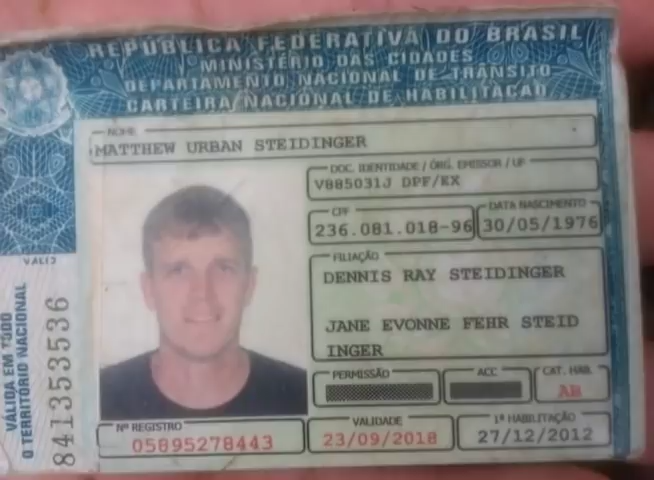 REPÚBLICA FEDERATIVA DO BRASIL
MINISTÉRIO DAS CIDADES
DEPARTAMENTO NACIONAL DE TRÂNSITO
CARTEIRA NACIONAL DE HABILITAÇÃO
NOME
MATTHEW URBAN STEIDINGER
DOC. IDENTIDADE / ÓRG. EMISSOR / UF
V885031J DPF/EX
CPF
236.081.018-96
DATA NASCIMENTO
30/05/1976
FILIAÇÃO
DENNIS RAY STEIDINGER
JANE EVONNE FEHR STEID
INGER
PERMISSÃO
ACC
CAT. HAB.
AB
Nº REGISTRO
05895278443
VALIDADE
23/09/2018
1ª HABILITAÇÃO
27/12/2012
VÁLIDA EM TODO
O TERRITÓRIO NACIONAL
841353536